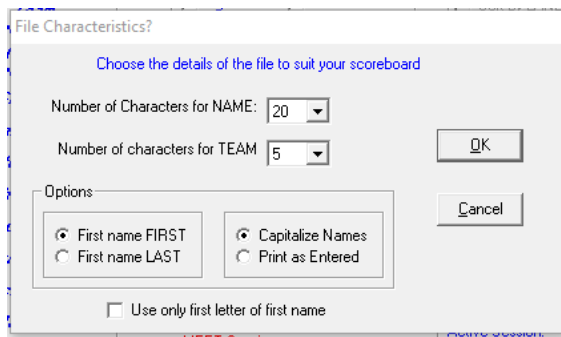 File Characteristics?
Choose the details of the file to suit your scoreboard
Number of Characters for NAME: 20
Number of characters for TEAM 5
OK
Cancel
Options
First name FIRST
First name LAST
Capitalize Names
Print as Entered
Use only first letter of first name
Active Session: